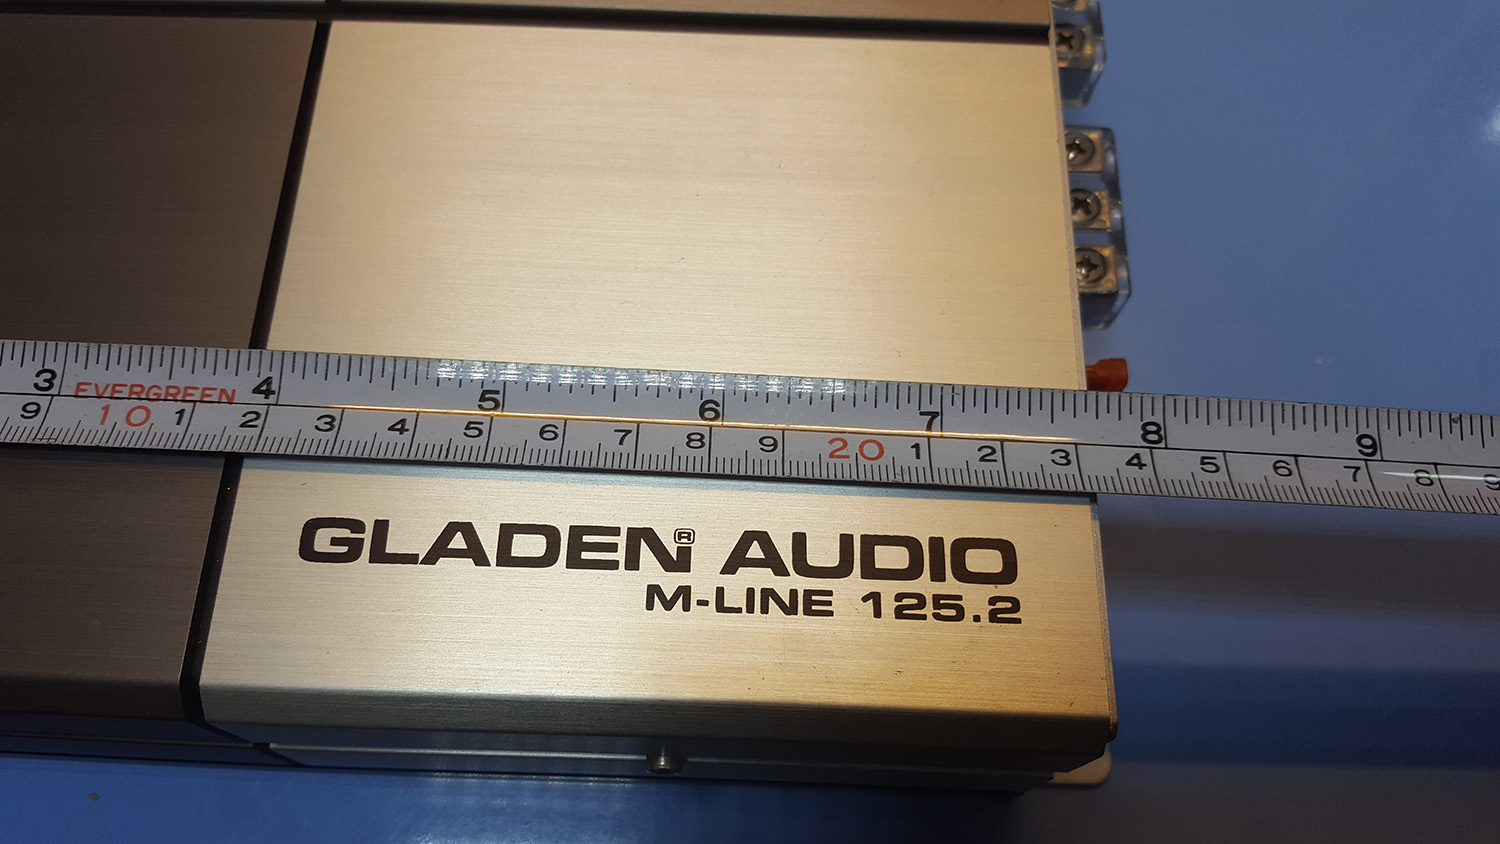 3 EVERGREEN 4 5 6 7 8 9
9 10 1 2 3 4 5 6 7 8 9 20 1 2 3 4 5 6 7 8 9
GLADEN® AUDIO
M-LINE 125.2